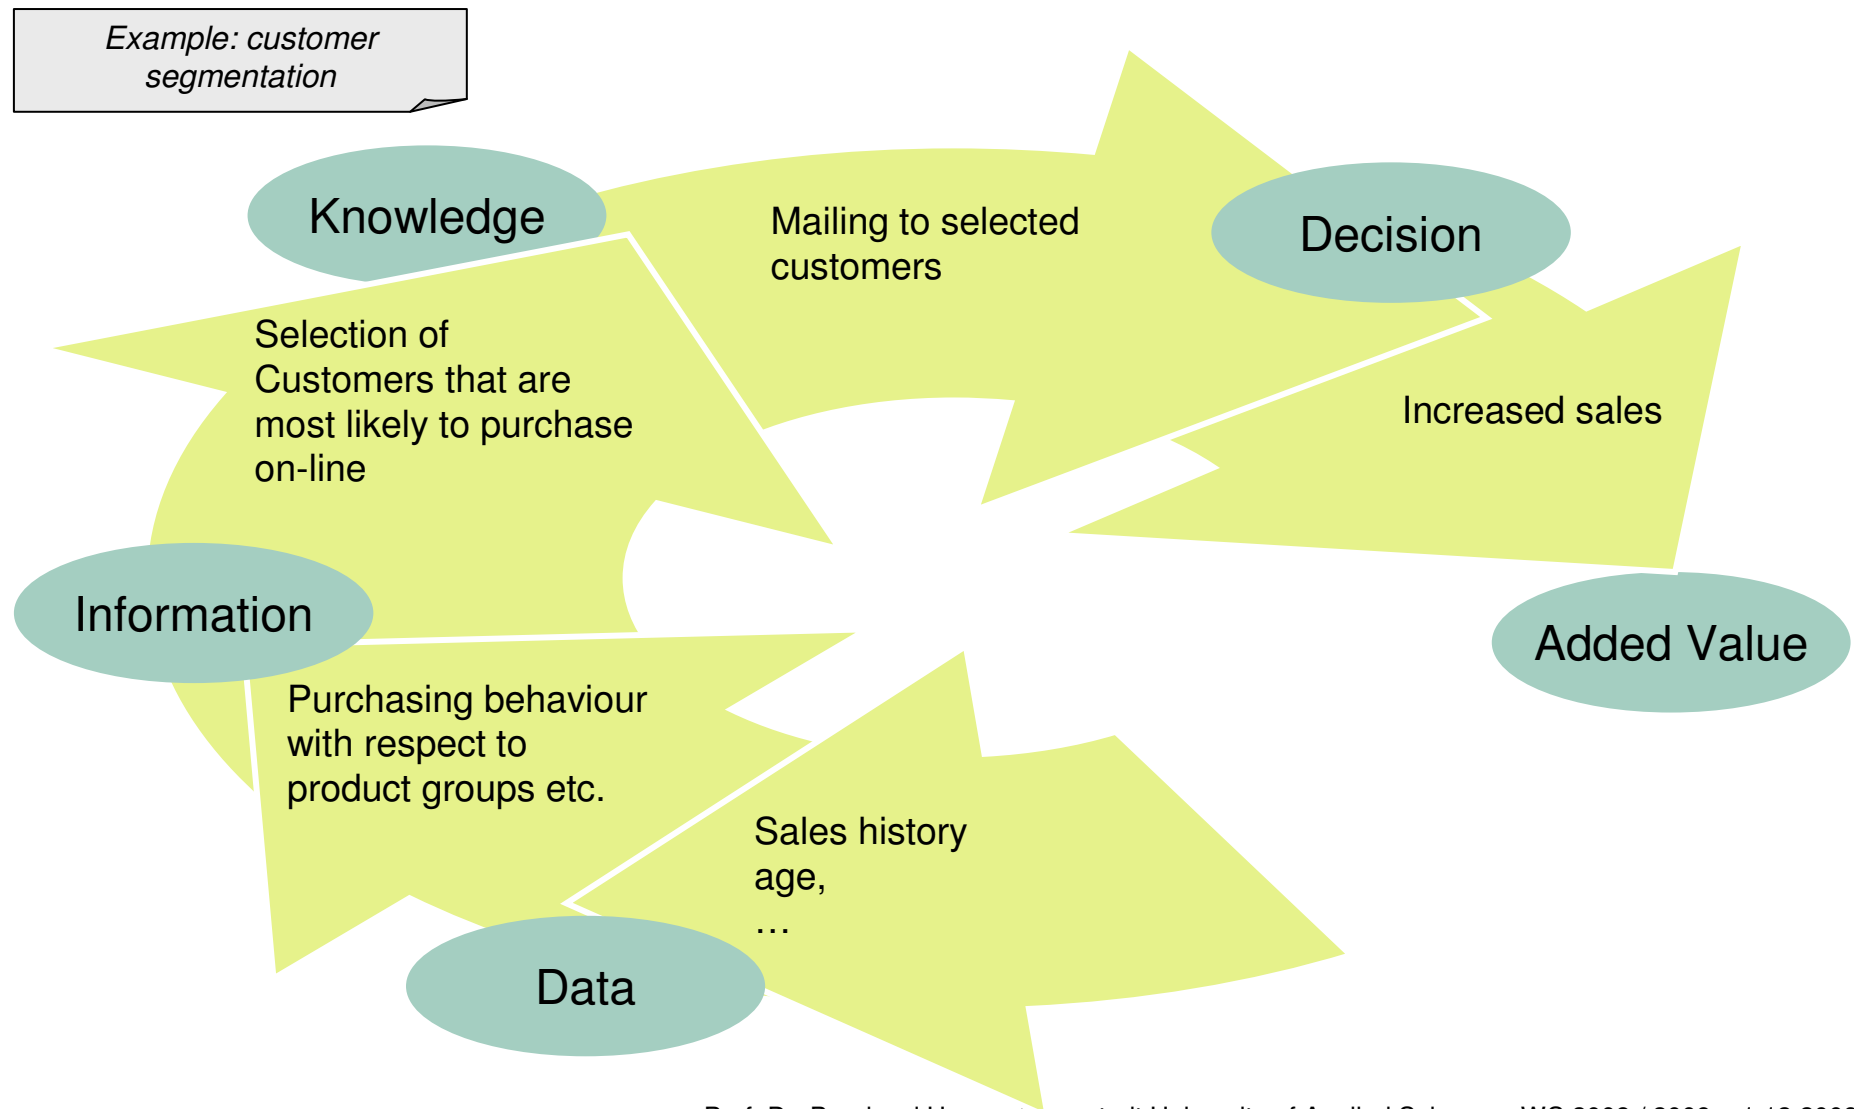 Example: customer
segmentation
Knowledge
Mailing to selected
customers
Decision
Selection of
Customers that are
most likely to purchase
on-line
Increased sales
Information
Added Value
Purchasing behaviour
with respect to
product groups etc.
Sales history
age,
…
Data